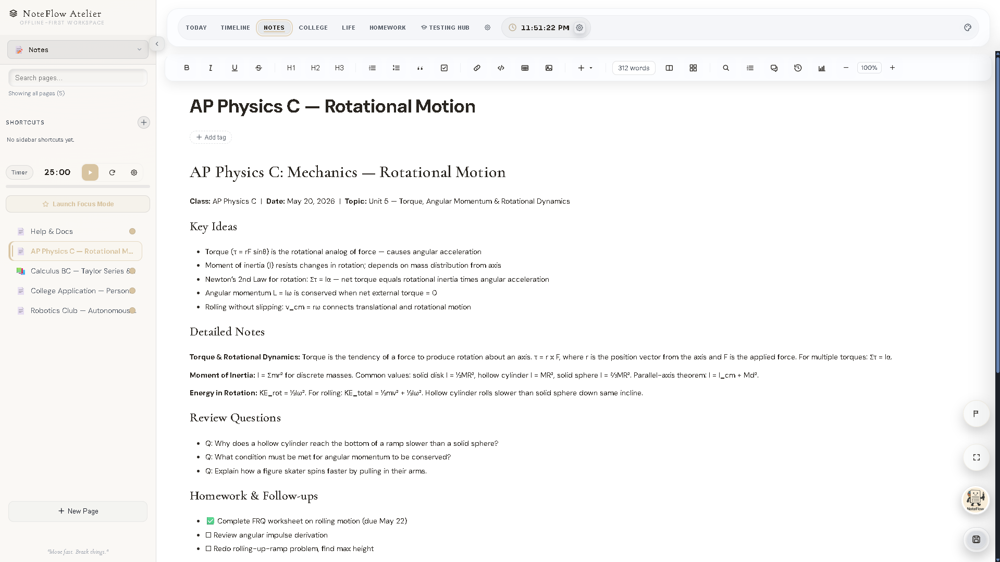 NoteFlow Atelier
OFFLINE-FIRST WORKSPACE
Notes
Search pages...
Showing all pages (5)
SHORTCUTS
No sidebar shortcuts yet.
Timer 25:00
Launch Focus Mode
Help & Docs
AP Physics C — Rotational M...
Calculus BC — Taylor Series &...
College Application — Person...
Robotics Club — Autonomous...
New Page
"Move fast. Break things."
TODAY TIMELINE NOTES COLLEGE LIFE HOMEWORK TESTING HUB 11:51:22 PM
B I U S H1 H2 H3 312 words 100%
AP Physics C — Rotational Motion
Add tag
AP Physics C: Mechanics — Rotational Motion
Class: AP Physics C | Date: May 20, 2026 | Topic: Unit 5 — Torque, Angular Momentum & Rotational Dynamics
Key Ideas
Torque (τ = rF sinθ) is the rotational analog of force — causes angular acceleration
Moment of inertia (I) resists changes in rotation; depends on mass distribution from axis
Newton's 2nd Law for rotation: Στ = Iα — net torque equals rotational inertia times angular acceleration
Angular momentum L = Iω is conserved when net external torque = 0
Rolling without slipping: v_cm = rω connects translational and rotational motion
Detailed Notes
Torque & Rotational Dynamics: Torque is the tendency of a force to produce rotation about an axis. τ = r x F, where r is the position vector from the axis and F is the applied force. For multiple torques: Στ = Iα.
Moment of Inertia: I = Σmr² for discrete masses. Common values: solid disk I = ½MR², hollow cylinder I = MR², solid sphere I = ⅖MR². Parallel-axis theorem: I = I_cm + Md².
Energy in Rotation: KE_rot = ½Iω². For rolling: KE_total = ½mv² + ½Iω². Hollow cylinder rolls slower than solid sphere down same incline.
Review Questions
Q: Why does a hollow cylinder reach the bottom of a ramp slower than a solid sphere?
Q: What condition must be met for angular momentum to be conserved?
Q: Explain how a figure skater spins faster by pulling in their arms.
Homework & Follow-ups
✅ Complete FRQ worksheet on rolling motion (due May 22)
☐ Review angular impulse derivation
☐ Redo rolling-up-ramp problem, find max height
NoteFlow